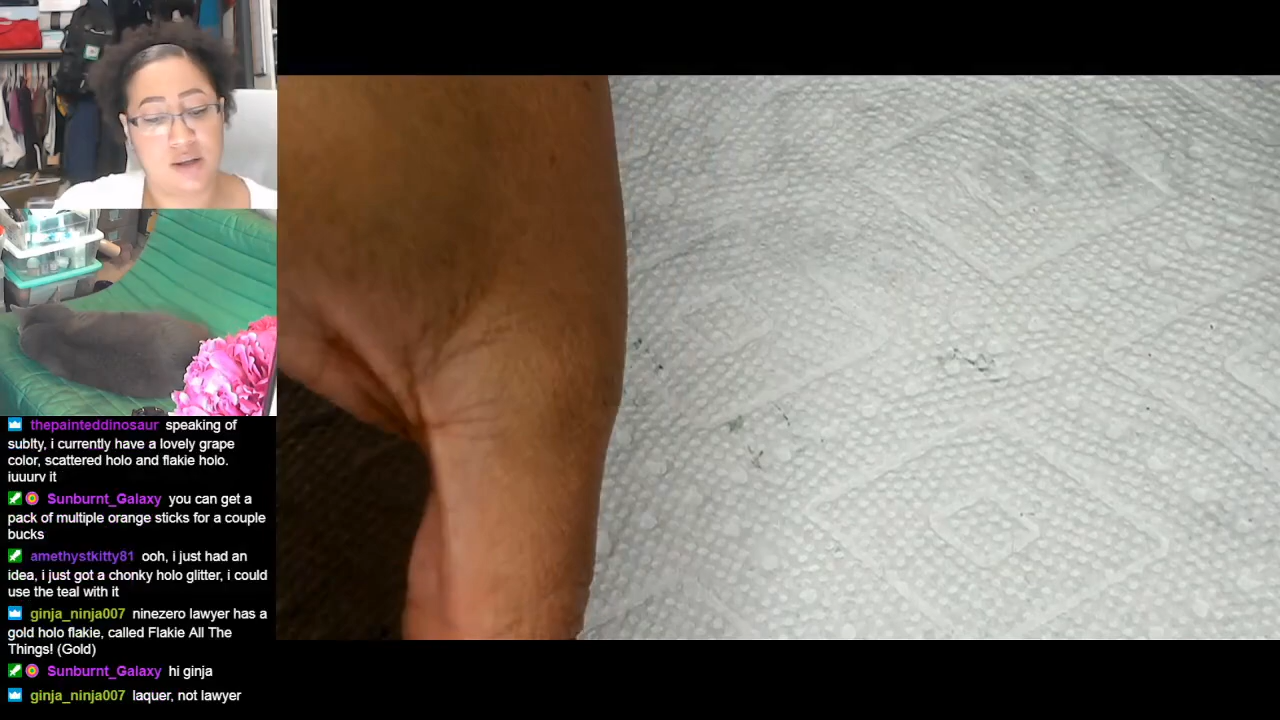 thepainteddinosaur speaking of
sublty, i currently have a lovely grape
color, scattered holo and flakie holo.
iuuurv it
Sunburnt_Galaxy you can get a
pack of multiple orange sticks for a couple
bucks
amethystkitty81 ooh, i just had an
idea, i just got a chonky holo glitter, i could
use the teal with it
ginja_ninja007 ninezero lawyer has a
gold holo flakie, called Flakie All The
Things! (Gold)
Sunburnt_Galaxy hi ginja
ginja_ninja007 laquer, not lawyer